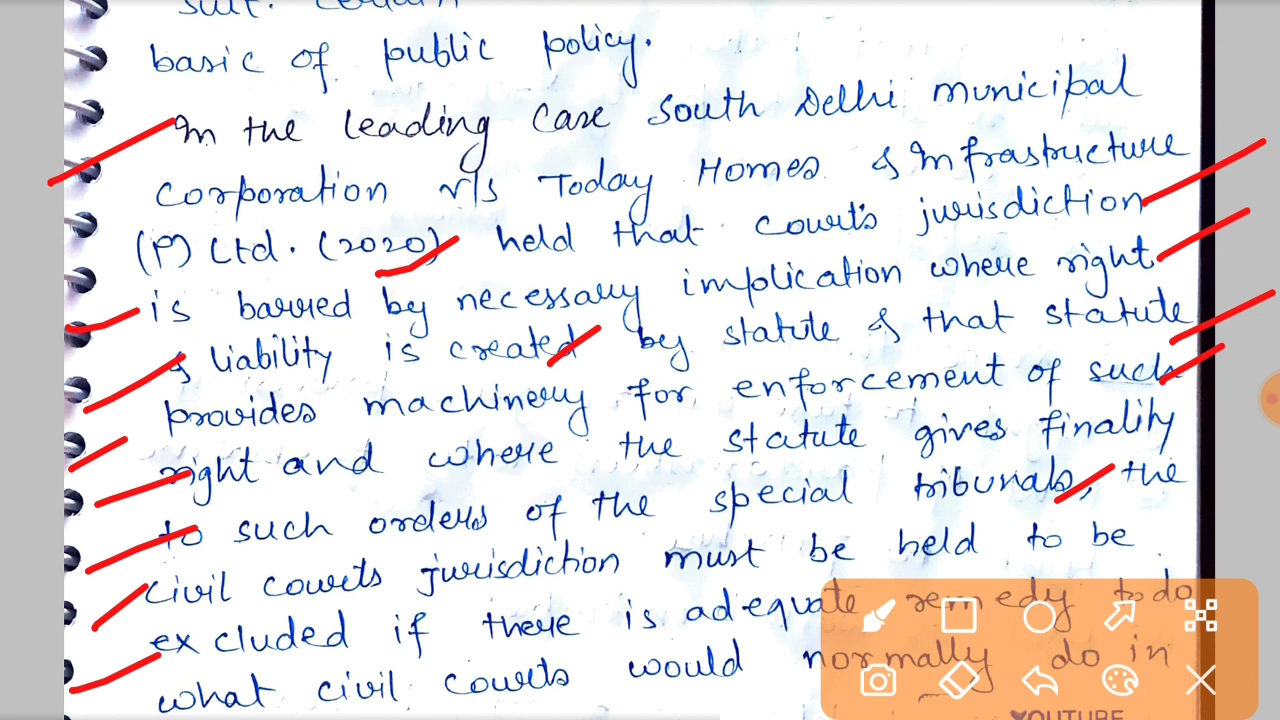 basic of public policy.
In the leading case South Delhi municipal
corporation v/s Today Homes & Infrastructure
(P) Ltd. (2020) held that court's jurisdiction
is barred by necessary implication where right
& liability is created by statute & that statute
provides machinery for enforcement of such
right and where the statute gives finality
to such orders of the special tribunals, the
civil courts jurisdiction must be held to be
excluded if there is adequate remedy to do
what civil courts would normally do in
YOUTUBE